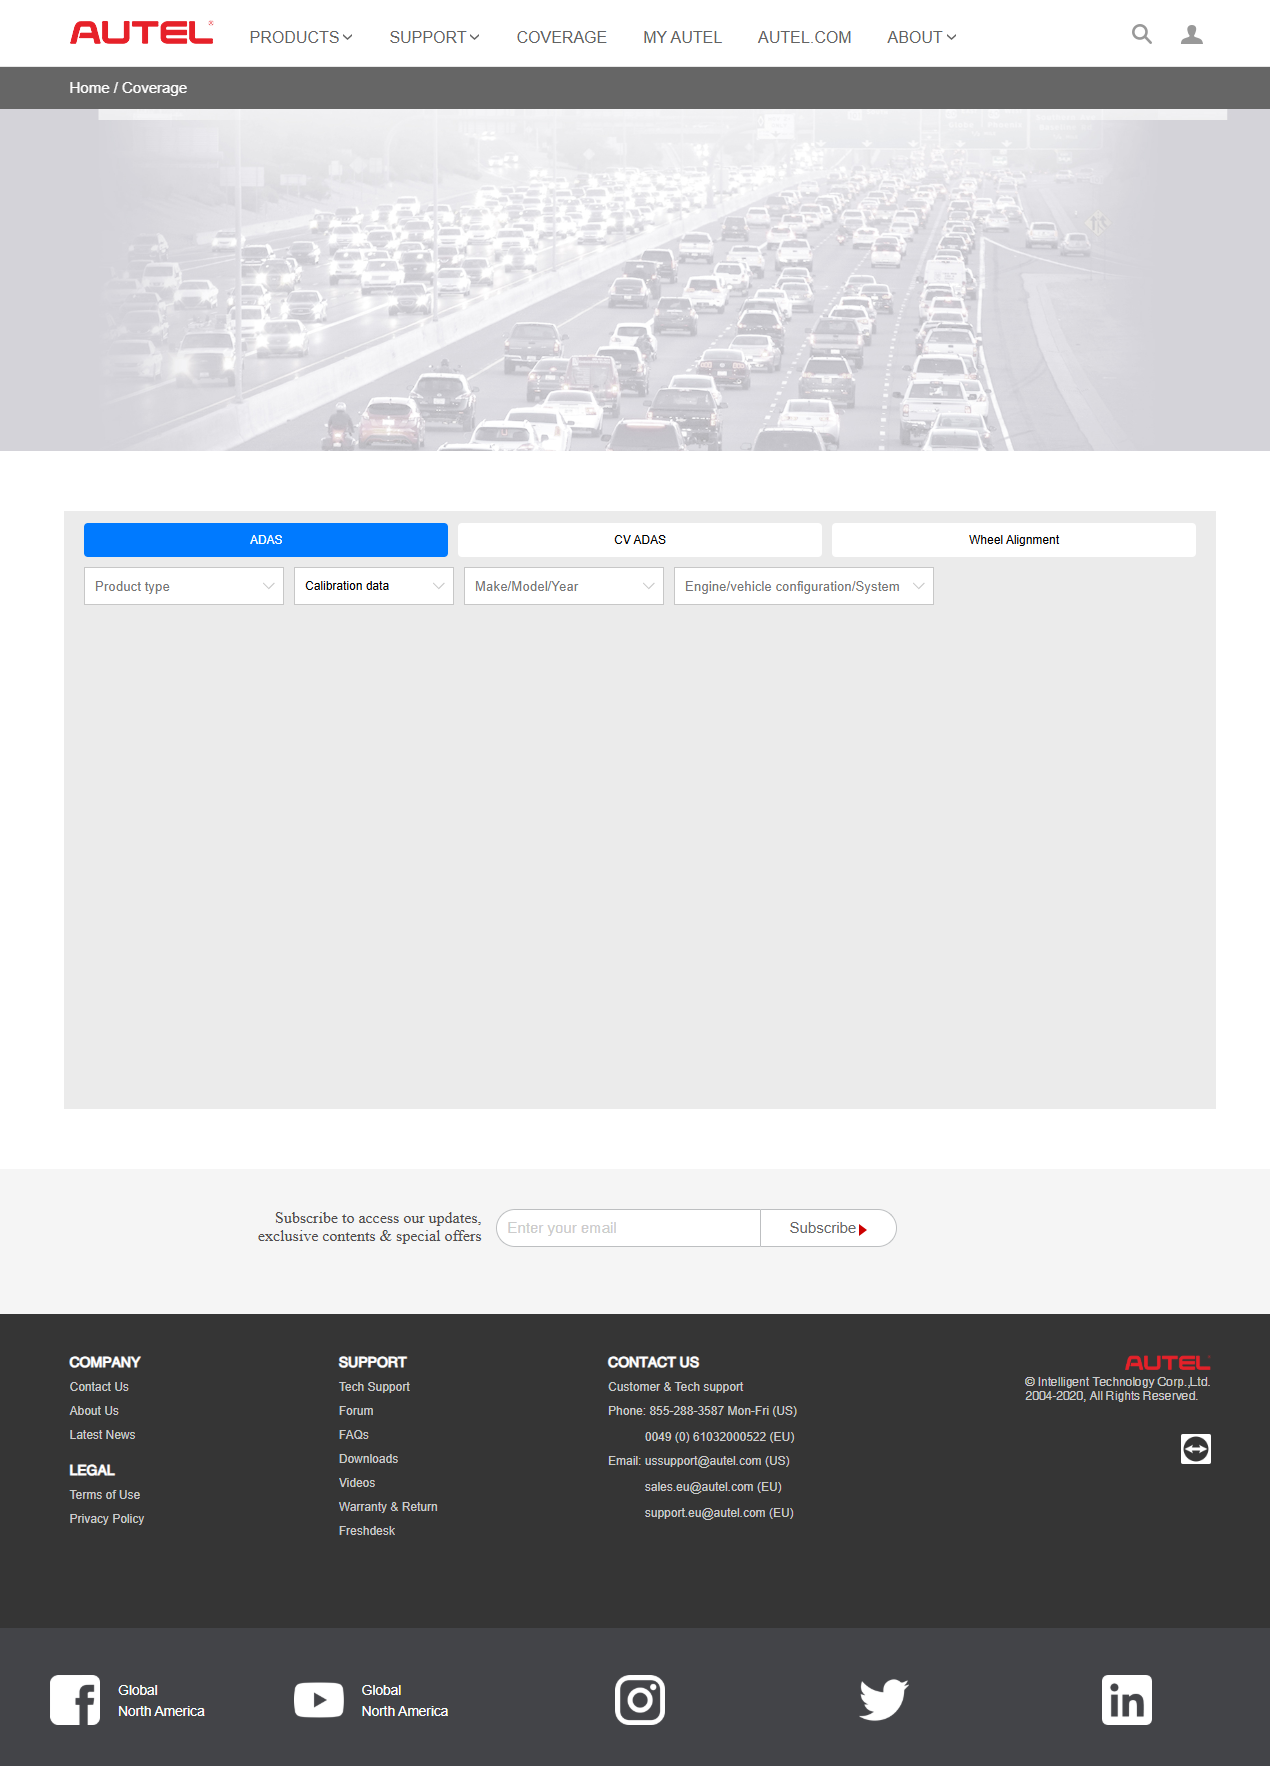 AUTEL
PRODUCTS
SUPPORT
COVERAGE
MY AUTEL
AUTEL.COM
ABOUT
Home / Coverage
ADAS
CV ADAS
Wheel Alignment
Product type
Calibration data
Make/Model/Year
Engine/vehicle configuration/System
Subscribe to access our updates,
exclusive contents & special offers
Enter your email
Subscribe
COMPANY
Contact Us
About Us
Latest News
LEGAL
Terms of Use
Privacy Policy
SUPPORT
Tech Support
Forum
FAQs
Downloads
Videos
Warranty & Return
Freshdesk
CONTACT US
Customer & Tech support
Phone: 855-288-3587 Mon-Fri (US)
0049 (0) 61032000522 (EU)
Email: ussupport@autel.com (US)
sales.eu@autel.com (EU)
support.eu@autel.com (EU)
AUTEL
© Intelligent Technology Corp.,Ltd.
2004-2020, All Rights Reserved.
Global
North America
Global
North America